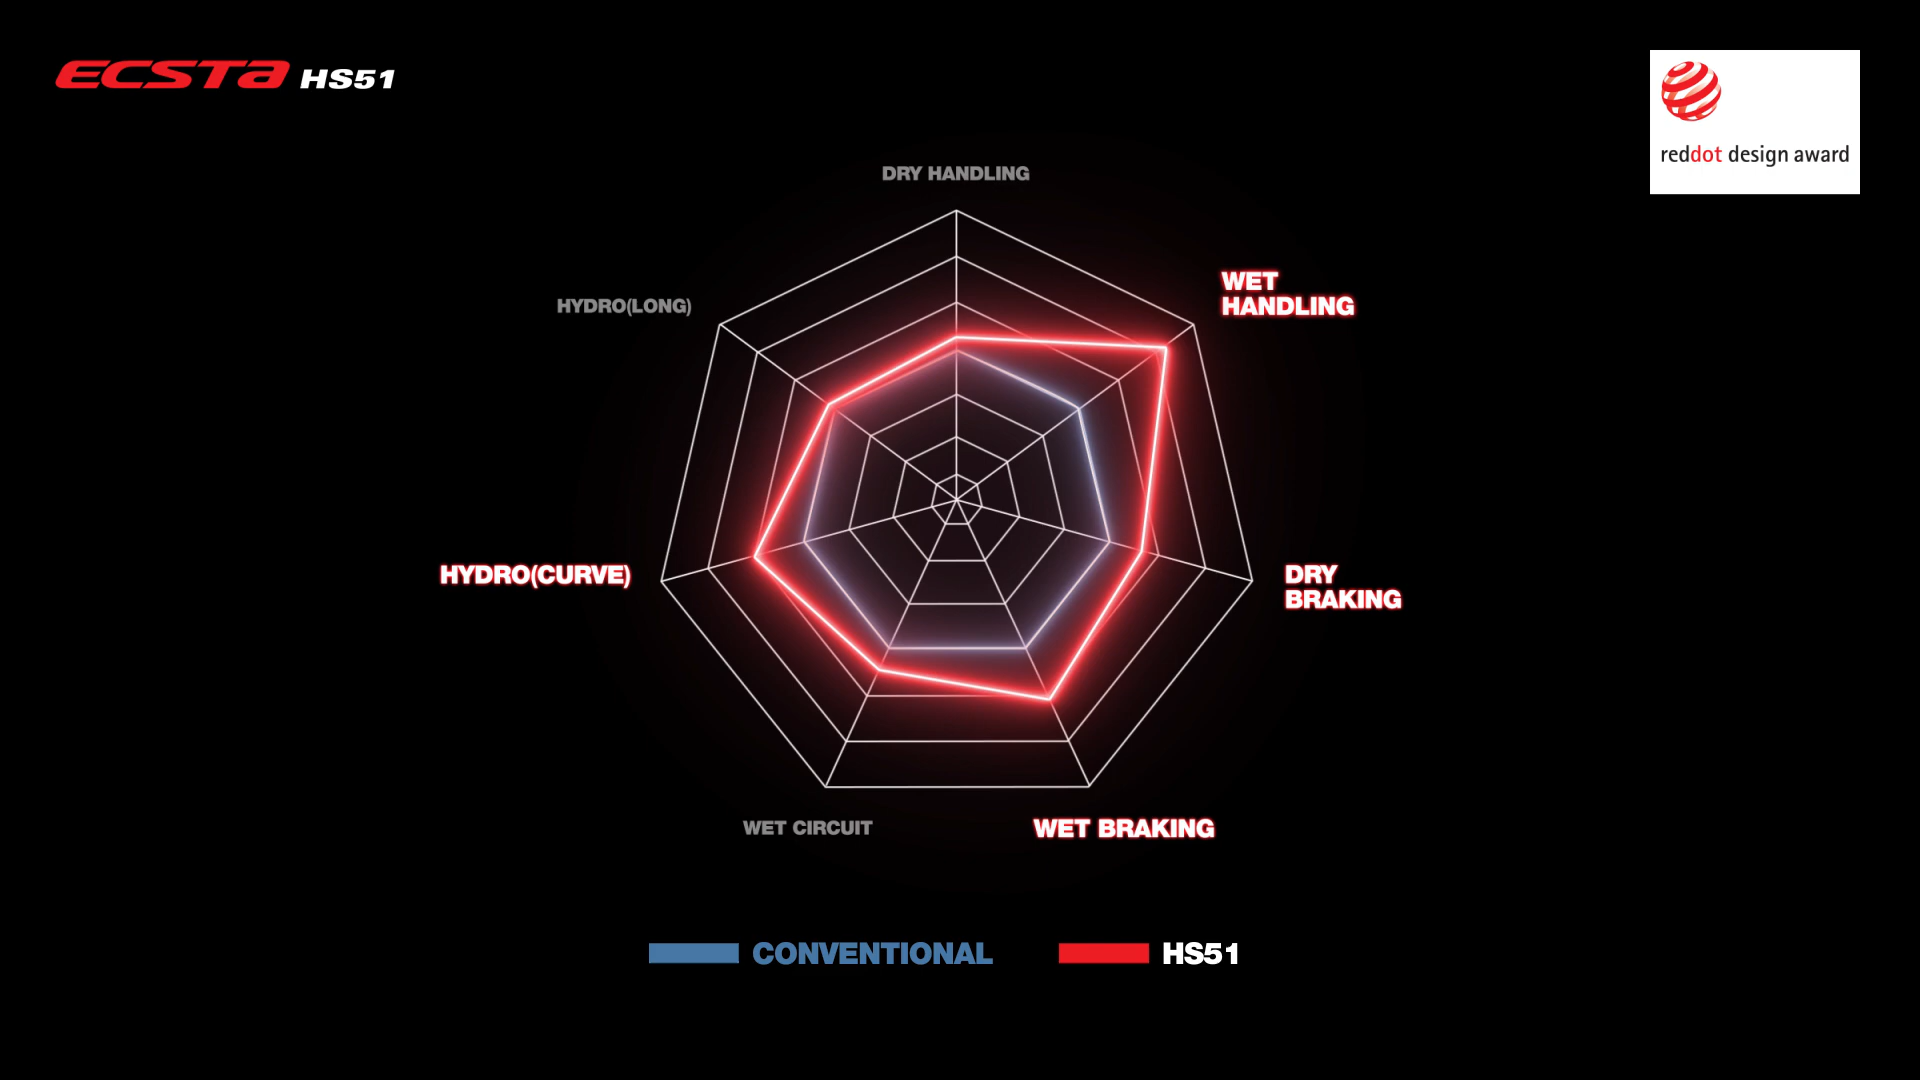 ECSTA HS51
reddot design award
DRY HANDLING
WET
HANDLING
HYDRO(LONG)
HYDRO(CURVE)
DRY
BRAKING
WET CIRCUIT
WET BRAKING
CONVENTIONAL
HS51